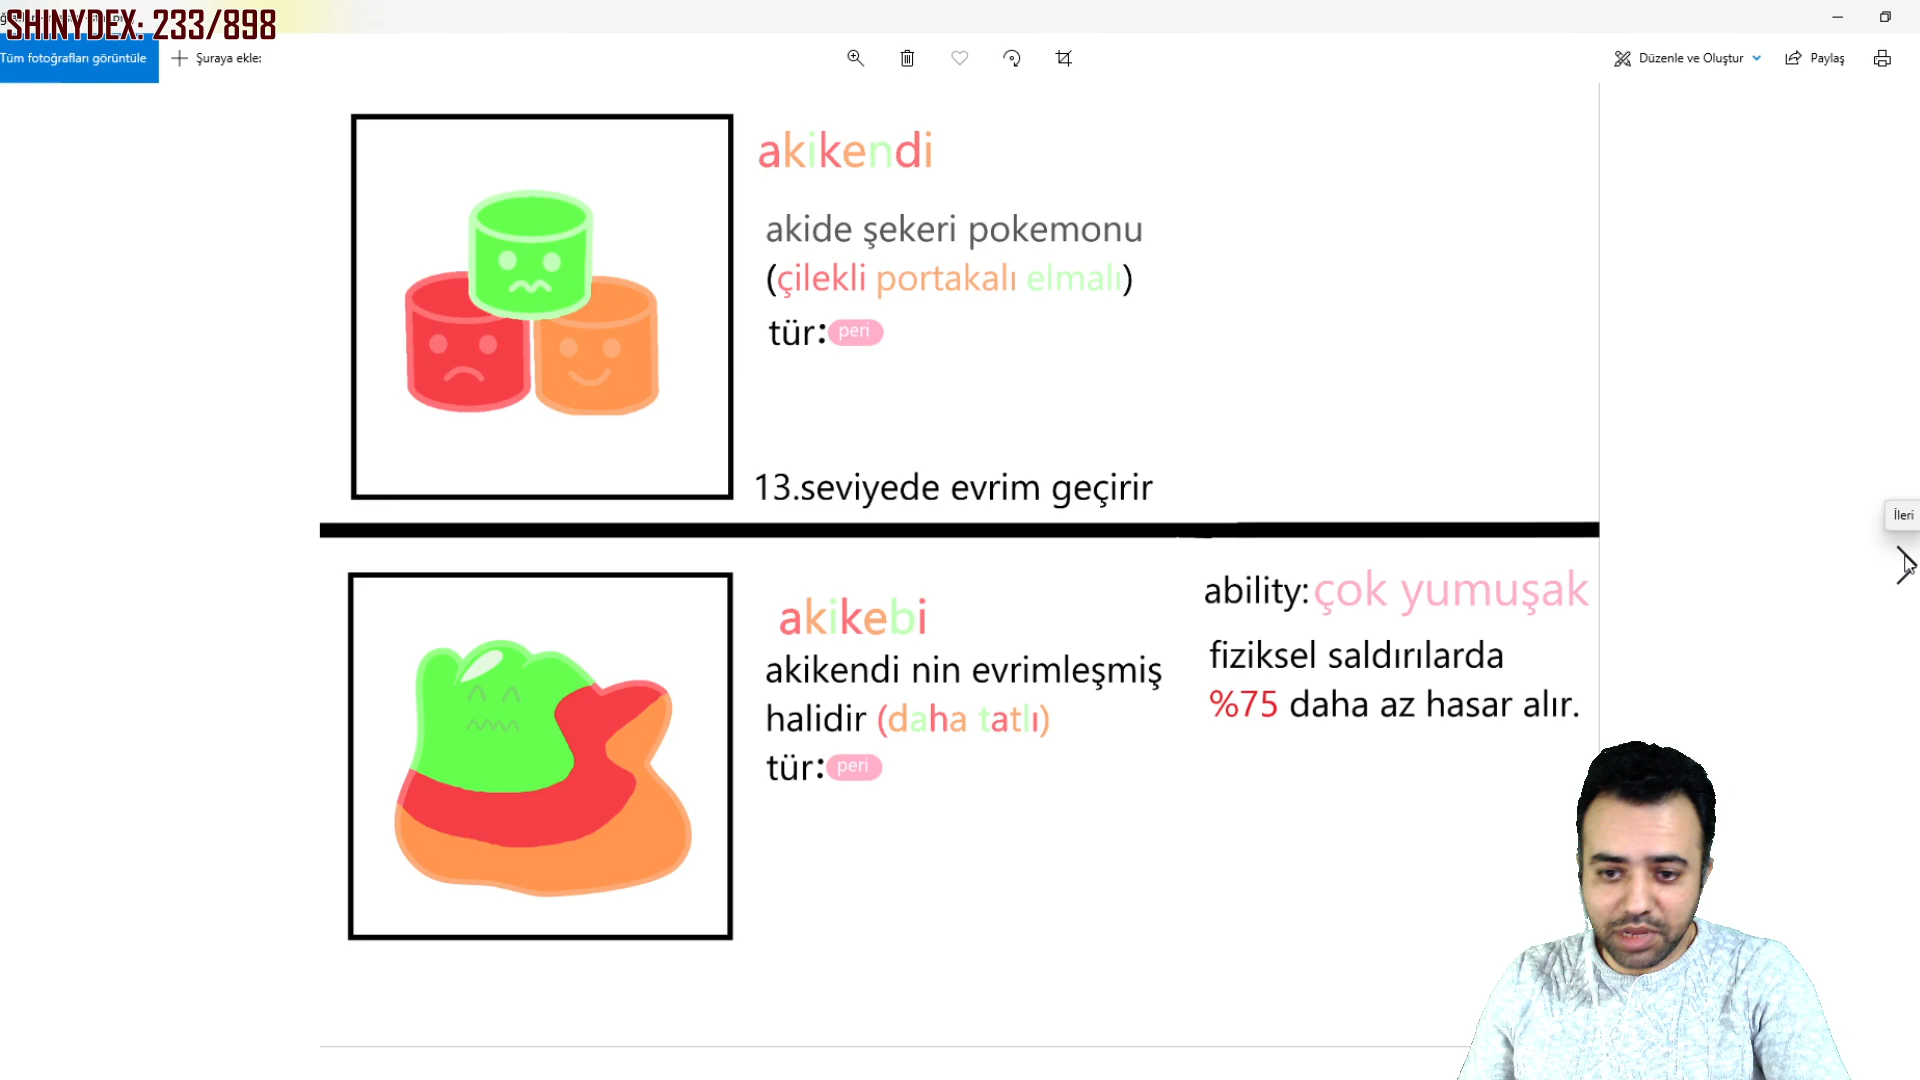 SHINYDEX: 233/898
Tüm fotoğrafları görüntüle
Şuraya ekle:
Düzenle ve Oluştur
Paylaş
akikendi
akide şekeri pokemonu
(çilekli portakalı elmalı)
tür: peri
13.seviyede evrim geçirir
İleri
akikebi
akikendi nin evrimleşmiş
halidir (daha tatlı)
tür: peri
ability: çok yumuşak
fiziksel saldırılarda
%75 daha az hasar alır.